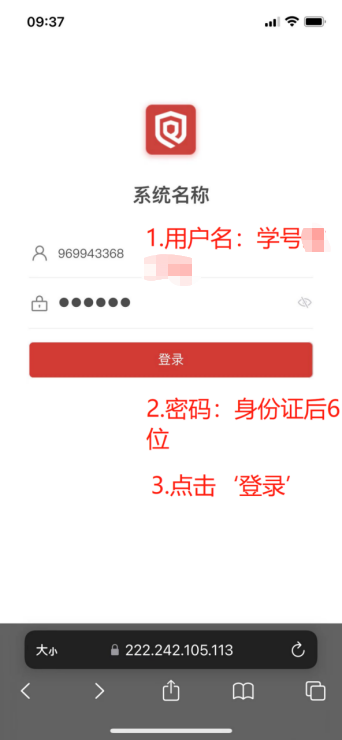 09:37
系统名称
1.用户名：学号
969943368
●●●●●●
登录
2.密码：身份证后6
位
3.点击‘登录’
大小
222.242.105.113